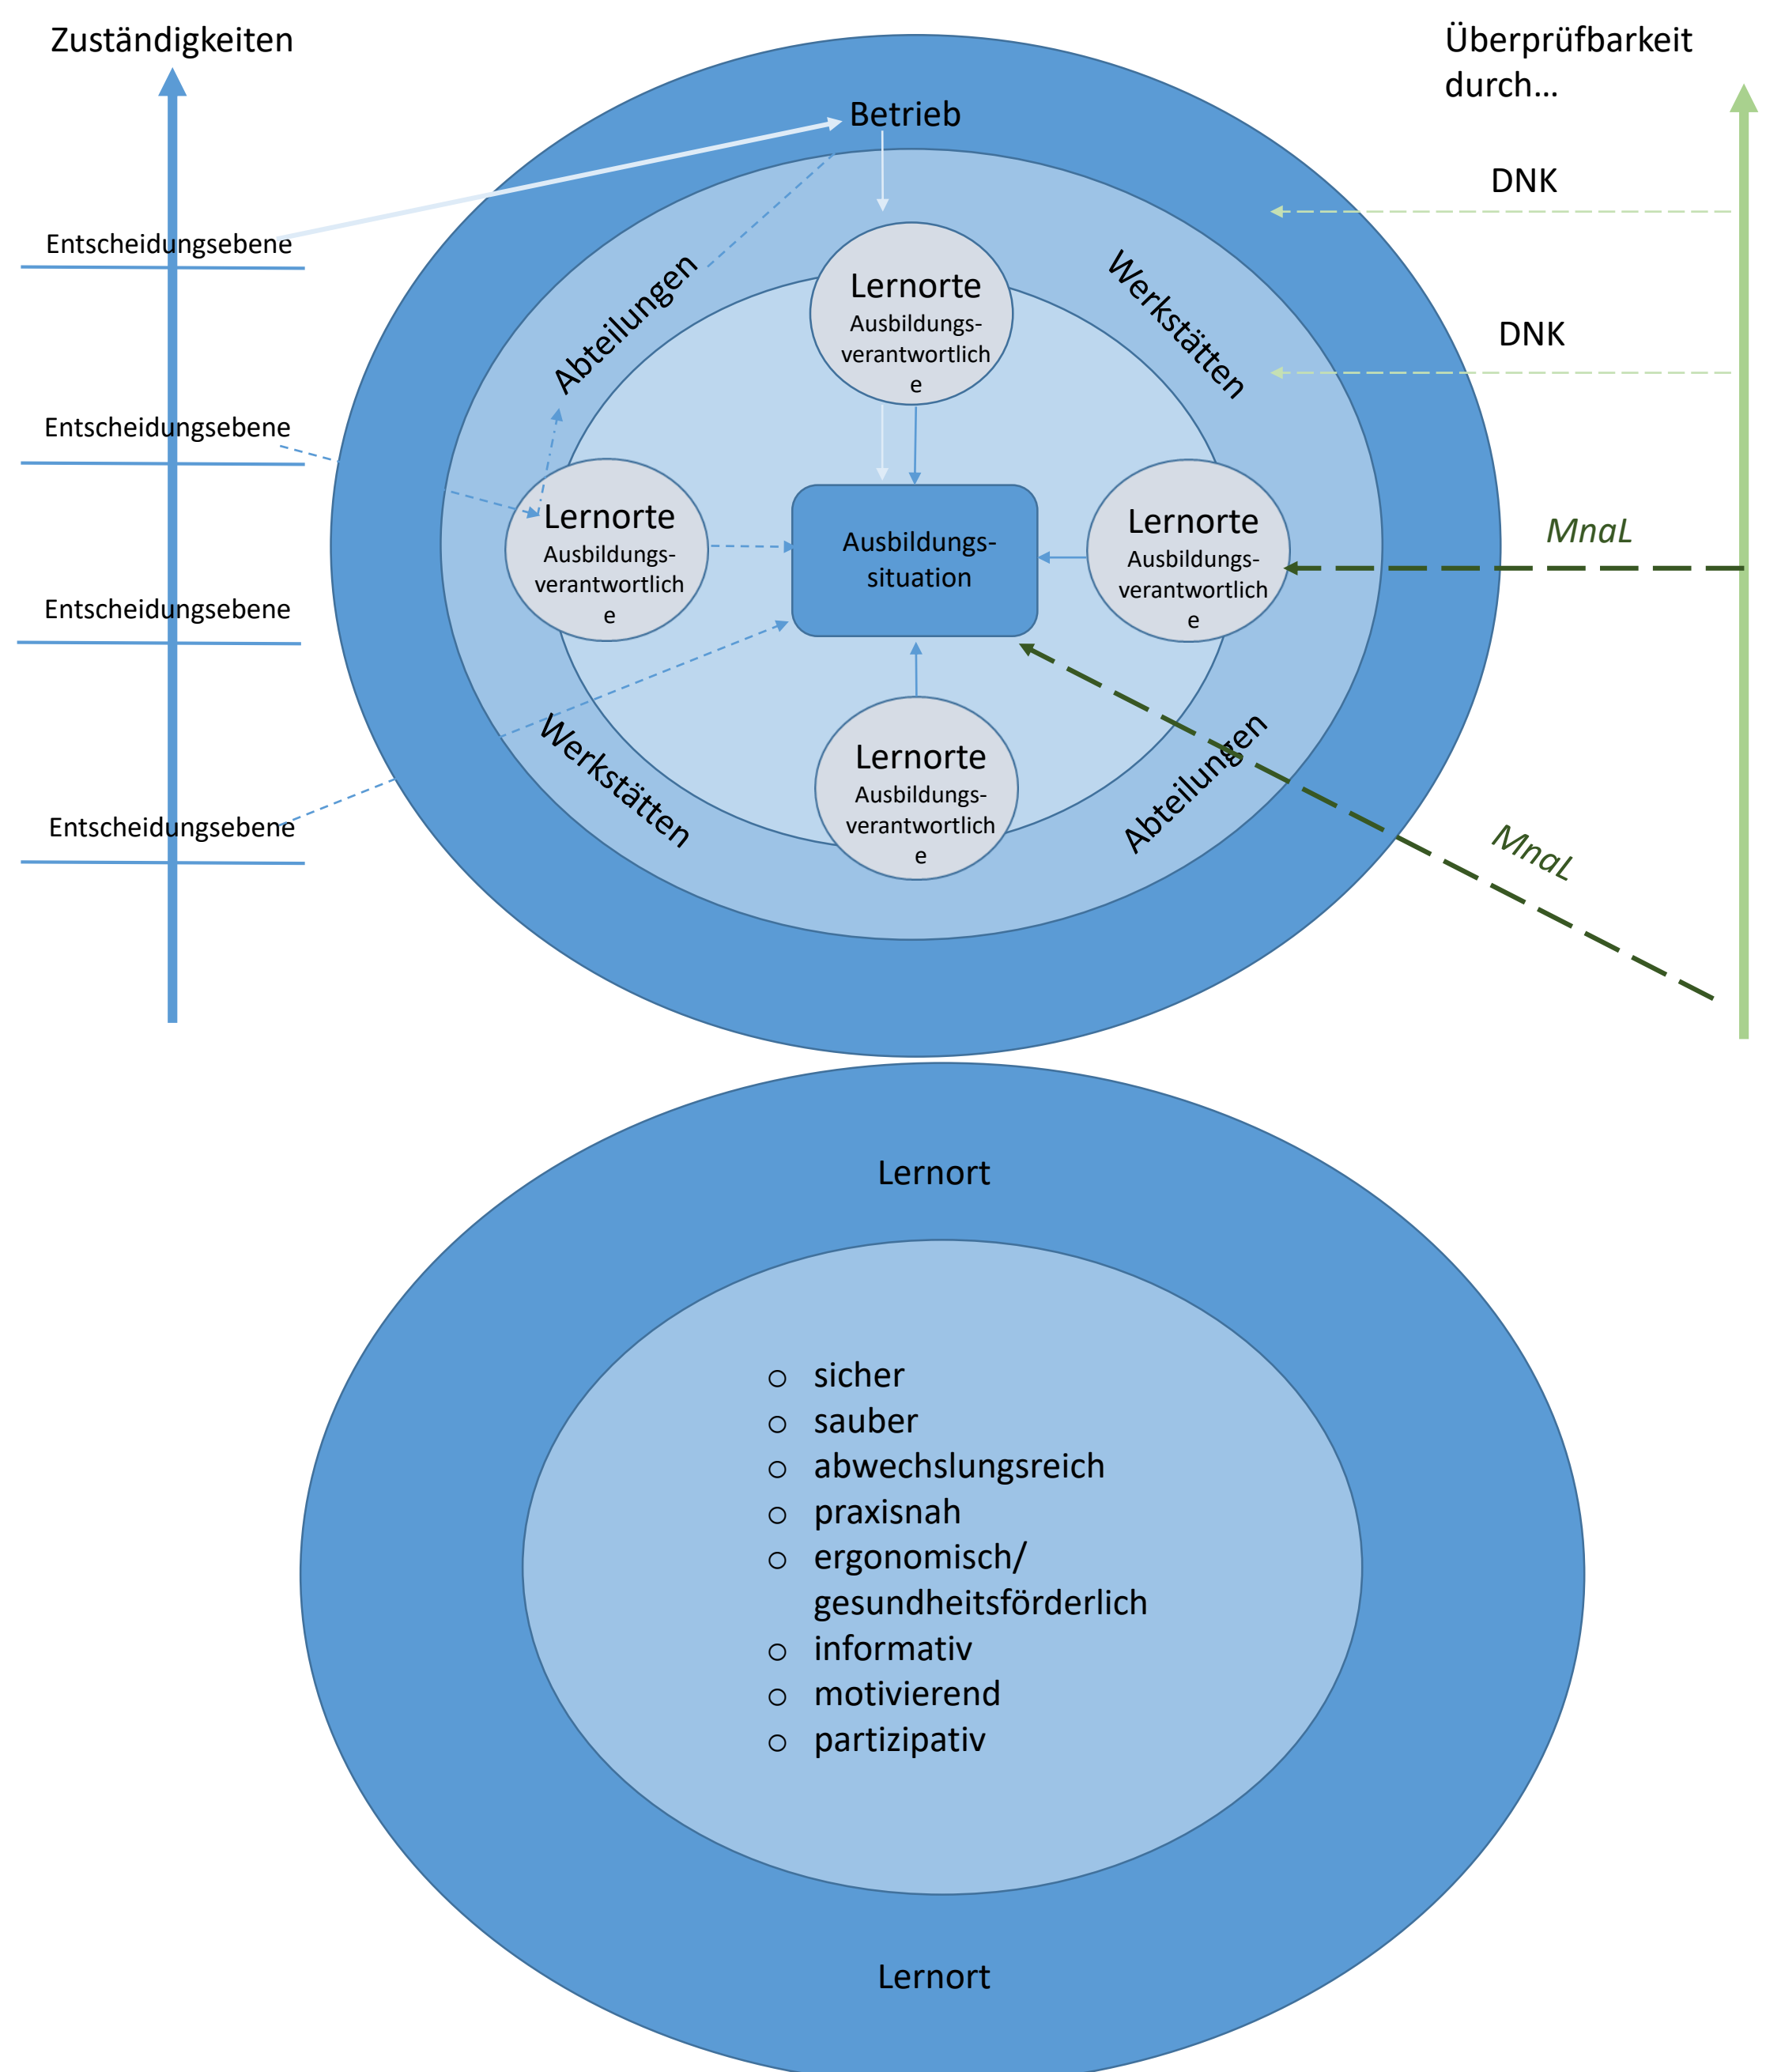 Zuständigkeiten
Überprüfbarkeit
durch...
Betrieb
DNK
Entscheidungsebene
Abteilungen
Werkstätten
Lernorte
Ausbildungs-
verantwortlich
e
DNK
Entscheidungsebene
Lernorte
Ausbildungs-
verantwortlich
e
Ausbildungs-
situation
Lernorte
Ausbildungs-
verantwortlich
e
MnaL
Entscheidungsebene
Werkstätten
Lernorte
Ausbildungs-
verantwortlich
e
Abteilungen
MnaL
Entscheidungsebene
Lernort
o sicher
o sauber
o abwechslungsreich
o praxisnah
o ergonomisch/
gesundheitsförderlich
o informativ
o motivierend
o partizipativ
Lernort